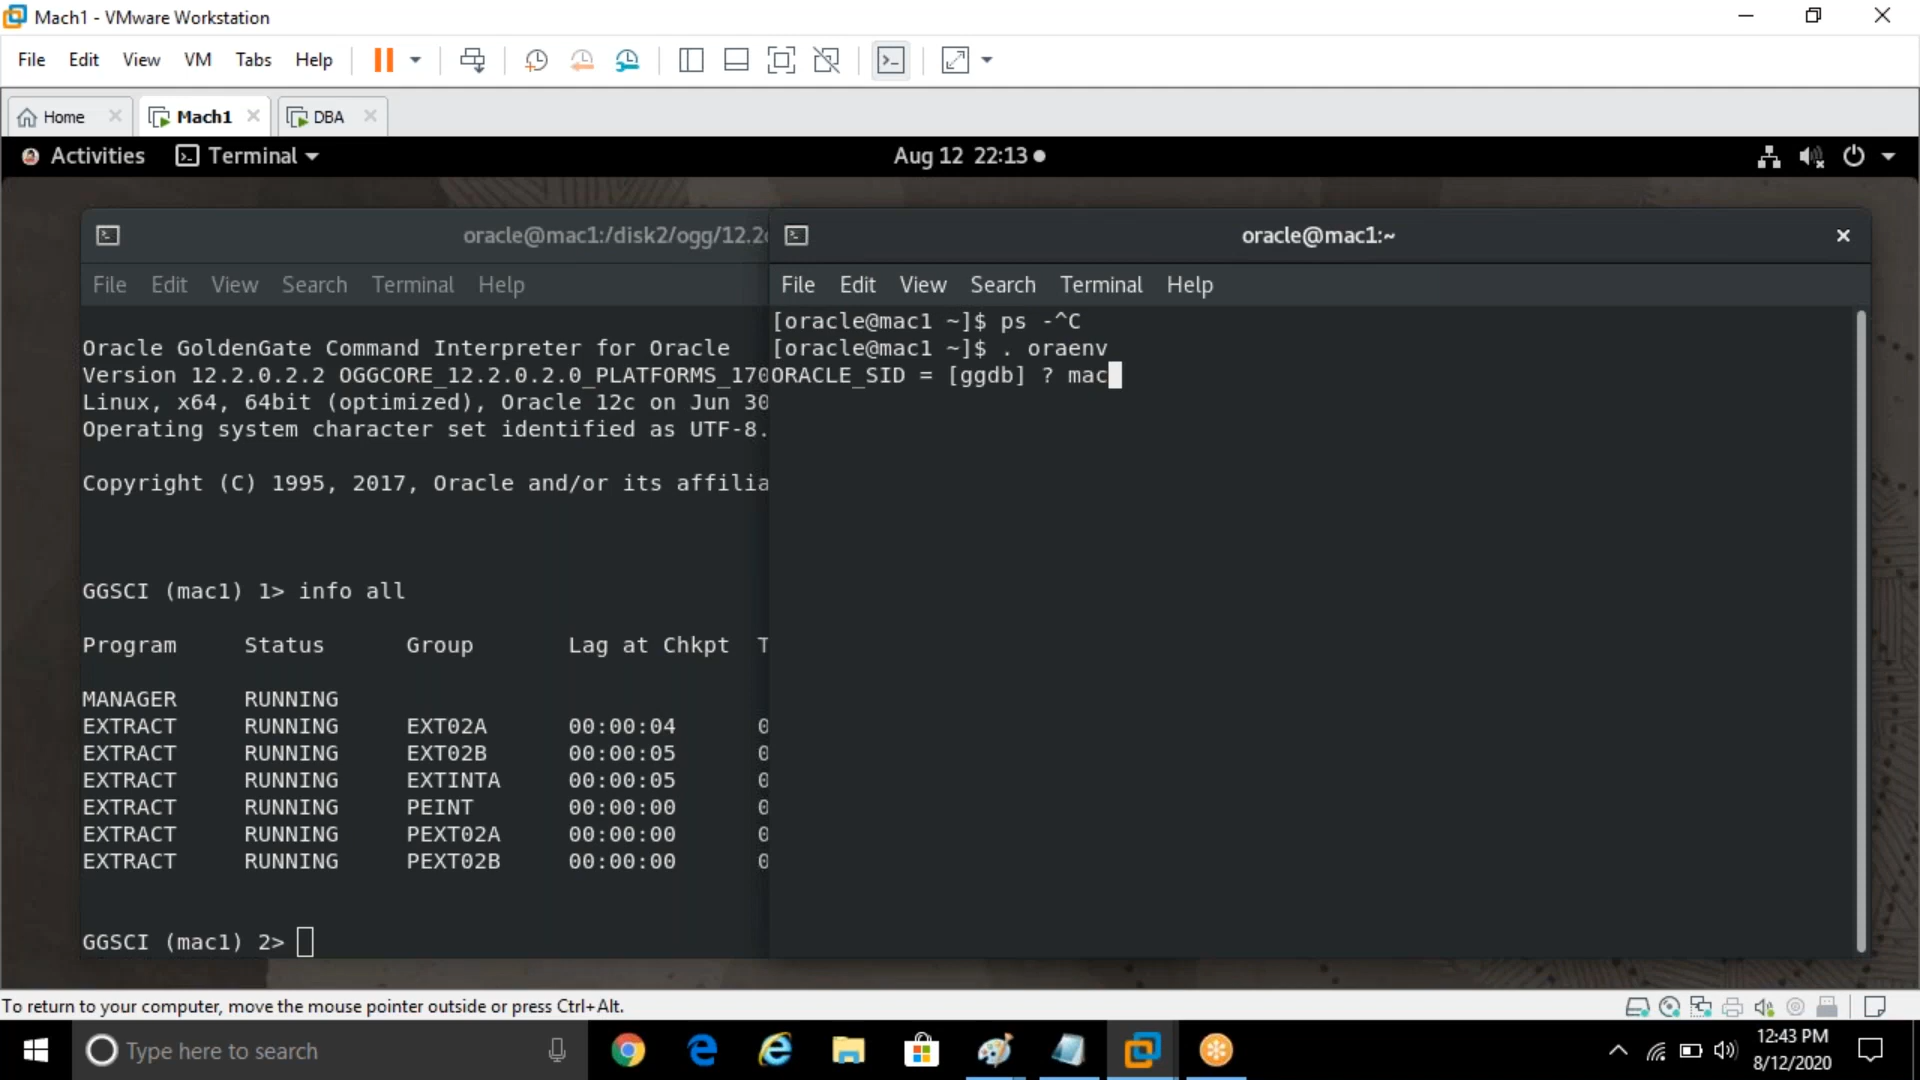 Mach1 - VMware Workstation
File Edit View VM Tabs Help
Home Mach1 DBA
Activities Terminal Aug 12 22:13
oracle@mac1:/disk2/ogg/12.2
File Edit View Search Terminal Help
Oracle GoldenGate Command Interpreter for Oracle
Version 12.2.0.2.2 OGGCORE_12.2.0.2.0_PLATFORMS_170
Linux, x64, 64bit (optimized), Oracle 12c on Jun 30
Operating system character set identified as UTF-8.
Copyright (C) 1995, 2017, Oracle and/or its affilia
GGSCI (mac1) 1> info all
Program Status Group Lag at Chkpt T
MANAGER RUNNING
EXTRACT RUNNING EXT02A 00:00:04 0
EXTRACT RUNNING EXT02B 00:00:05 0
EXTRACT RUNNING EXTINTA 00:00:05 0
EXTRACT RUNNING PEINT 00:00:00 0
EXTRACT RUNNING PEXT02A 00:00:00 0
EXTRACT RUNNING PEXT02B 00:00:00 0
GGSCI (mac1) 2>
oracle@mac1:~
File Edit View Search Terminal Help
[oracle@mac1 ~]$ ps -^C
[oracle@mac1 ~]$ . oraenv
ORACLE_SID = [ggdb] ? mac
To return to your computer, move the mouse pointer outside or press Ctrl+Alt.
Type here to search
12:43 PM
8/12/2020